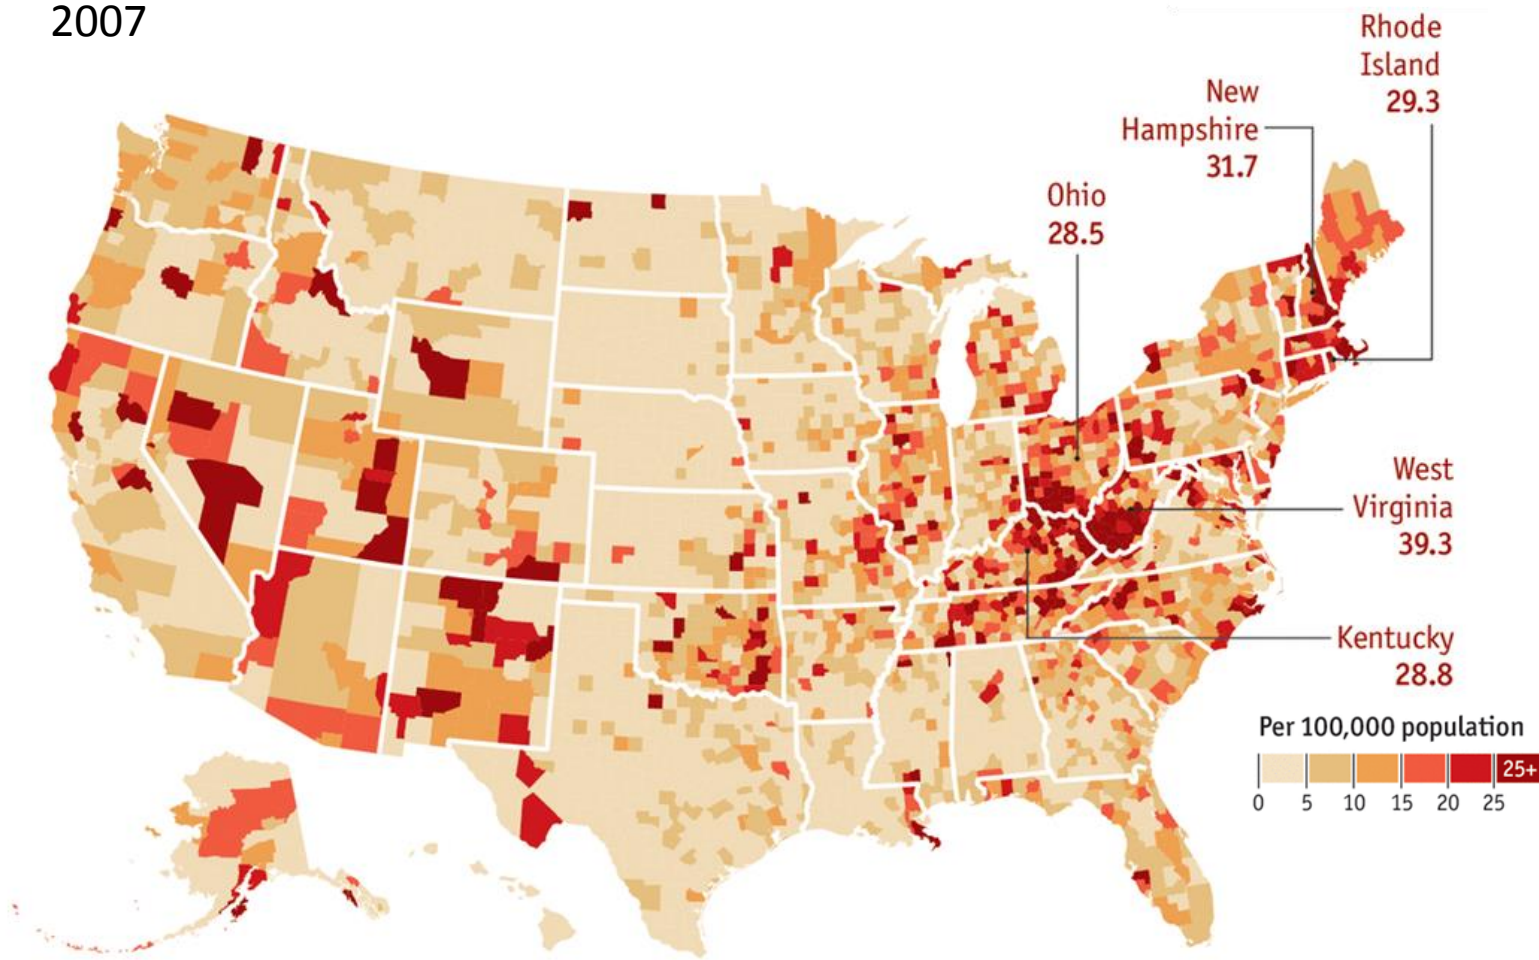 2007
Rhode
Island
29.3
New
Hampshire
31.7
Ohio
28.5
West
Virginia
39.3
Kentucky
28.8
Per 100,000 population
25+
0 5 10 15 20 25